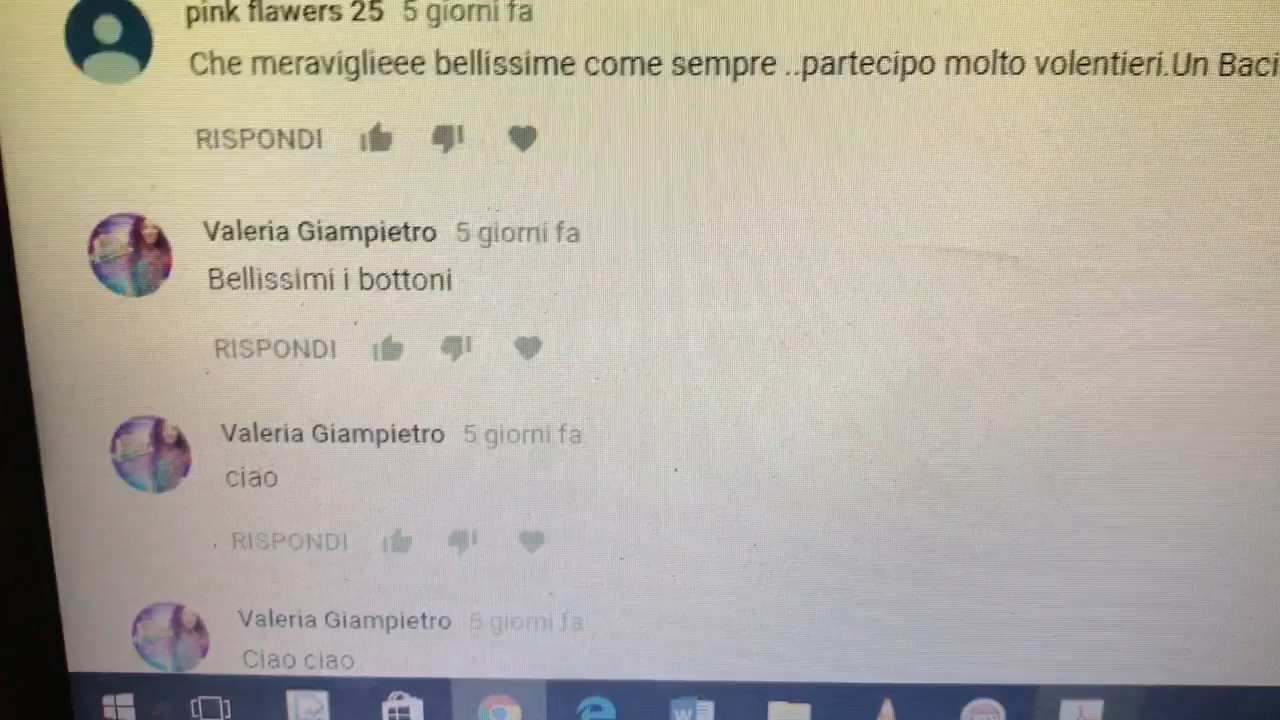 pink flawers 25 5 giorni fa
Che meraviglieee bellissime come sempre ..partecipo molto volentieri.Un Baci
RISPONDI
Valeria Giampietro 5 giorni fa
Bellissimi i bottoni
RISPONDI
Valeria Giampietro 5 giorni fa
ciao
RISPONDI
Valeria Giampietro 5 giorni fa
Ciao ciao